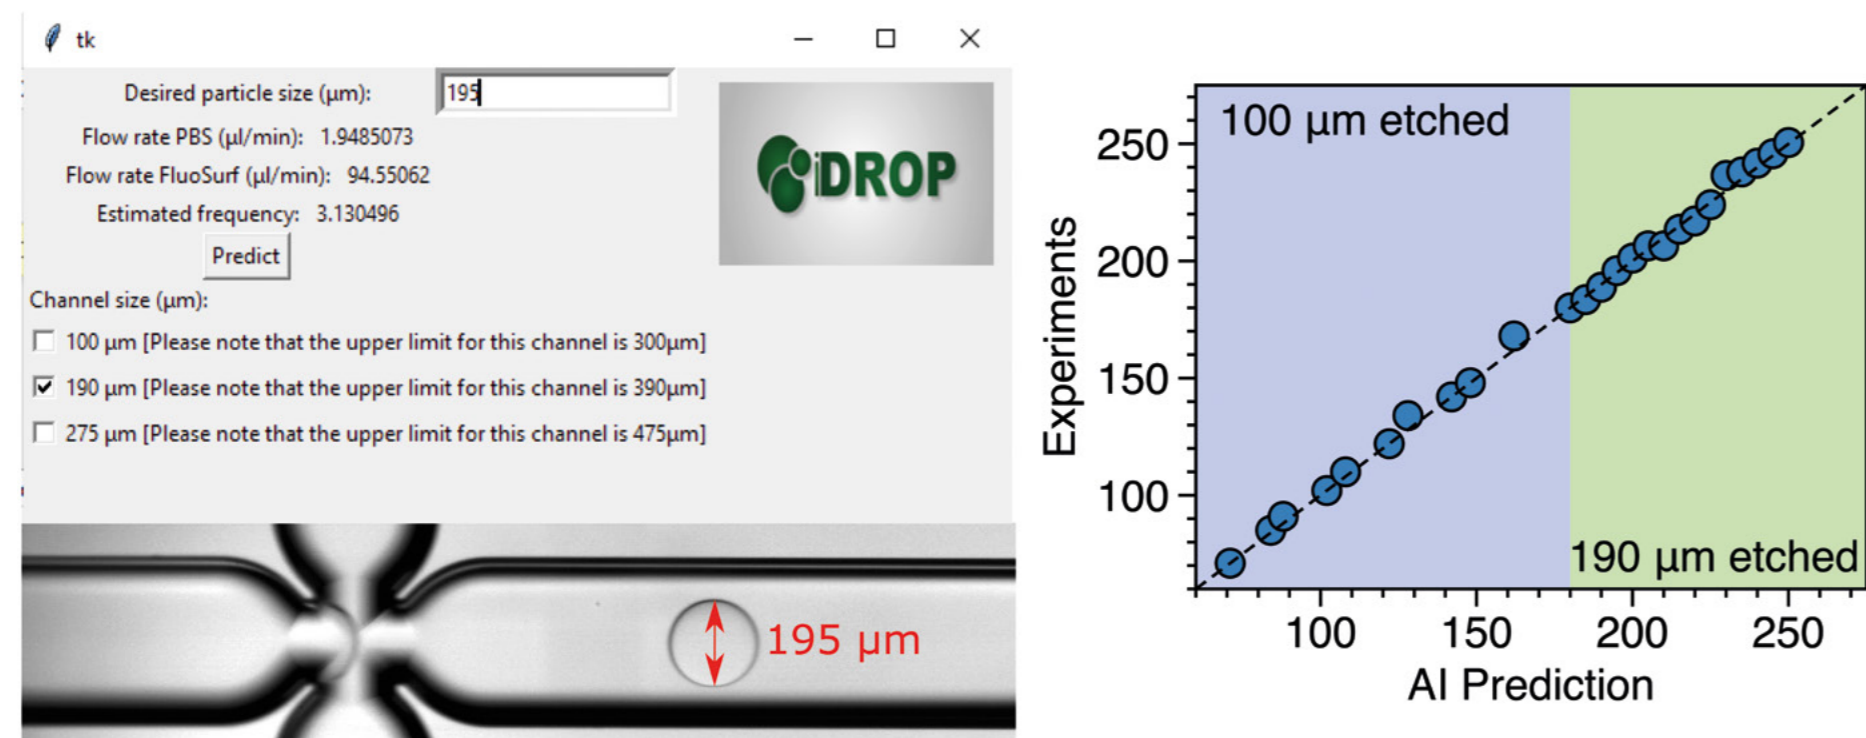 tk
Desired particle size (μm): 195
Flow rate PBS (μl/min): 1.9485073
Flow rate FluoSurf (μl/min): 94.55062
Estimated frequency: 3.130496
Predict
iDROP
Channel size (μm):
100 μm [Please note that the upper limit for this channel is 300μm]
190 μm [Please note that the upper limit for this channel is 390μm]
275 μm [Please note that the upper limit for this channel is 475μm]
195 μm
100 μm etched
190 μm etched
Experiments
250
200
150
100
100 150 200 250
AI Prediction